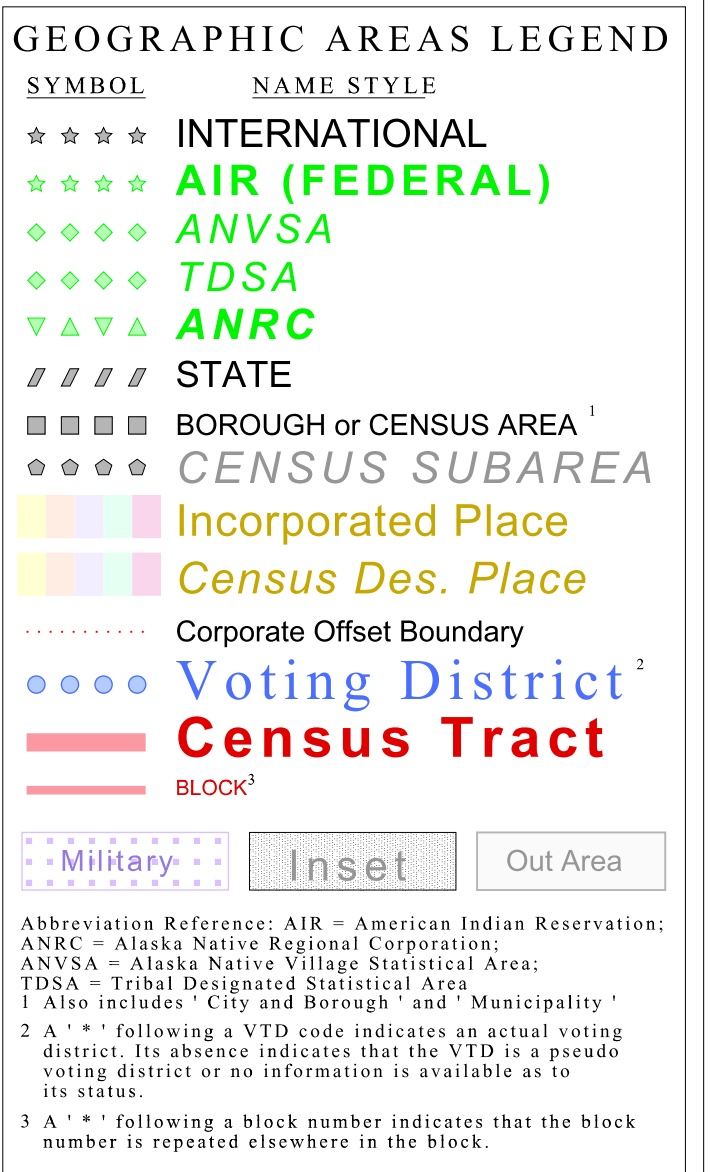 GEOGRAPHIC AREAS LEGEND
SYMBOL NAME STYLE
INTERNATIONAL
AIR (FEDERAL)
ANVSA
TDSA
ANRC
STATE
BOROUGH or CENSUS AREA 1
CENSUS SUBAREA
Incorporated Place
Census Des. Place
Corporate Offset Boundary
Voting District 2
Census Tract
BLOCK3
Military Inset Out Area
Abbreviation Reference: AIR = American Indian Reservation;
ANRC = Alaska Native Regional Corporation;
ANVSA = Alaska Native Village Statistical Area;
TDSA = Tribal Designated Statistical Area
1 Also includes ' City and Borough ' and ' Municipality '
2 A ' * ' following a VTD code indicates an actual voting
district. Its absence indicates that the VTD is a pseudo
voting district or no information is available as to
its status.
3 A ' * ' following a block number indicates that the block
number is repeated elsewhere in the block.